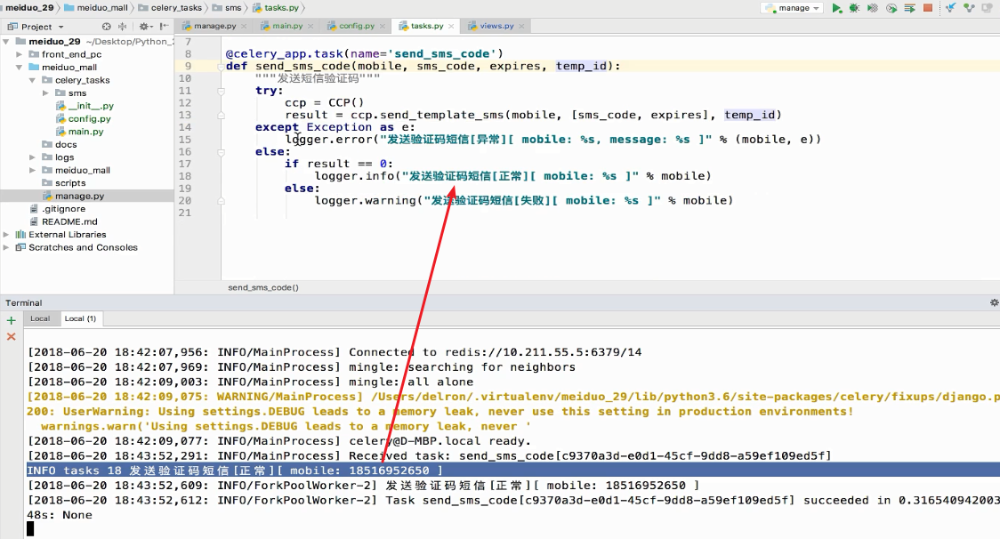 meiduo_29 meiduo_mall celery_tasks sms tasks.py manage
Project manage.py main.py config.py tasks.py views.py
meiduo_29 ~/Desktop/Python_
front_end_pc
meiduo_mall
celery_tasks
sms
__init__.py
config.py
main.py
docs
logs
meiduo_mall
scripts
manage.py
.gitignore
README.md
External Libraries
Scratches and Consoles
7
8 @celery_app.task(name='send_sms_code')
9 def send_sms_code(mobile, sms_code, expires, temp_id):
10 """发送短信验证码"""
11 try:
12 ccp = CCP()
13 result = ccp.send_template_sms(mobile, [sms_code, expires], temp_id)
14 except Exception as e:
15 logger.error("发送验证码短信[异常][ mobile: %s, message: %s ]" % (mobile, e))
16 else:
17 if result == 0:
18 logger.info("发送验证码短信[正常][ mobile: %s ]" % mobile)
19 else:
20 logger.warning("发送验证码短信[失败][ mobile: %s ]" % mobile)
21
send_sms_code()
Terminal
Local Local (1)
[2018-06-20 18:42:07,956: INFO/MainProcess] Connected to redis://10.211.55.5:6379/14
[2018-06-20 18:42:07,969: INFO/MainProcess] mingle: searching for neighbors
[2018-06-20 18:42:09,003: INFO/MainProcess] mingle: all alone
[2018-06-20 18:42:09,075: WARNING/MainProcess] /Users/delron/.virtualenv/meiduo_29/lib/python3.6/site-packages/celery/fixups/django.p
200: UserWarning: Using settings.DEBUG leads to a memory leak, never use this setting in production environments!
warnings.warn('Using settings.DEBUG leads to a memory leak, never '
[2018-06-20 18:42:09,077: INFO/MainProcess] celery@D-MBP.local ready.
[2018-06-20 18:43:52,291: INFO/MainProcess] Received task: send_sms_code[c9370a3d-e0d1-45cf-9dd8-a59ef109ed5f]
INFO tasks 18 发送验证码短信[正常][ mobile: 18516952650 ]
[2018-06-20 18:43:52,609: INFO/ForkPoolWorker-2] 发送验证码短信[正常][ mobile: 18516952650 ]
[2018-06-20 18:43:52,612: INFO/ForkPoolWorker-2] Task send_sms_code[c9370a3d-e0d1-45cf-9dd8-a59ef109ed5f] succeeded in 0.316540942003
48s: None